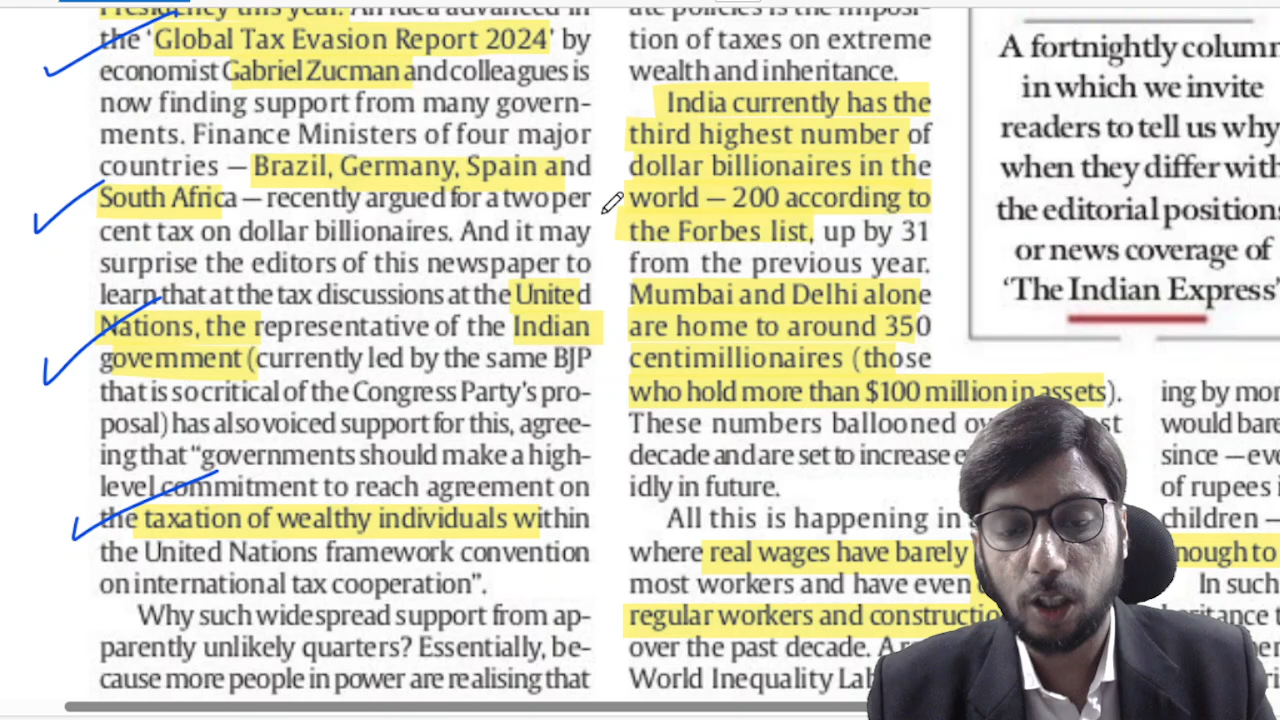 Presidency this year. An idea advanced in
the ‘Global Tax Evasion Report 2024’ by
economist Gabriel Zucman and colleagues is
now finding support from many govern-
ments. Finance Ministers of four major
countries — Brazil, Germany, Spain and
South Africa — recently argued for a two per
cent tax on dollar billionaires. And it may
surprise the editors of this newspaper to
learn that at the tax discussions at the United
Nations, the representative of the Indian
government (currently led by the same BJP
that is so critical of the Congress Party’s pro-
posal) has also voiced support for this, agree-
ing that “governments should make a high-
level commitment to reach agreement on
the taxation of wealthy individuals within
the United Nations framework convention
on international tax cooperation”.
Why such widespread support from ap-
parently unlikely quarters? Essentially, be-
cause more people in power are realising that
ate policies is the imposi-
tion of taxes on extreme
wealth and inheritance.
India currently has the
third highest number of
dollar billionaires in the
world — 200 according to
the Forbes list, up by 31
from the previous year.
Mumbai and Delhi alone
are home to around 350
centimillionaires (those
who hold more than $100 million in assets).
These numbers ballooned
decade and are set to increase
idly in future.
All this is happening in
where real wages have barely
most workers and have even
regular workers and
over the past decade.
World Inequality Lab
A fortnightly column
in which we invite
readers to tell us why,
when they differ with
the editorial positions
or news coverage of
‘The Indian Express’
ing by
would
since —
of rupees
children —
to
In such